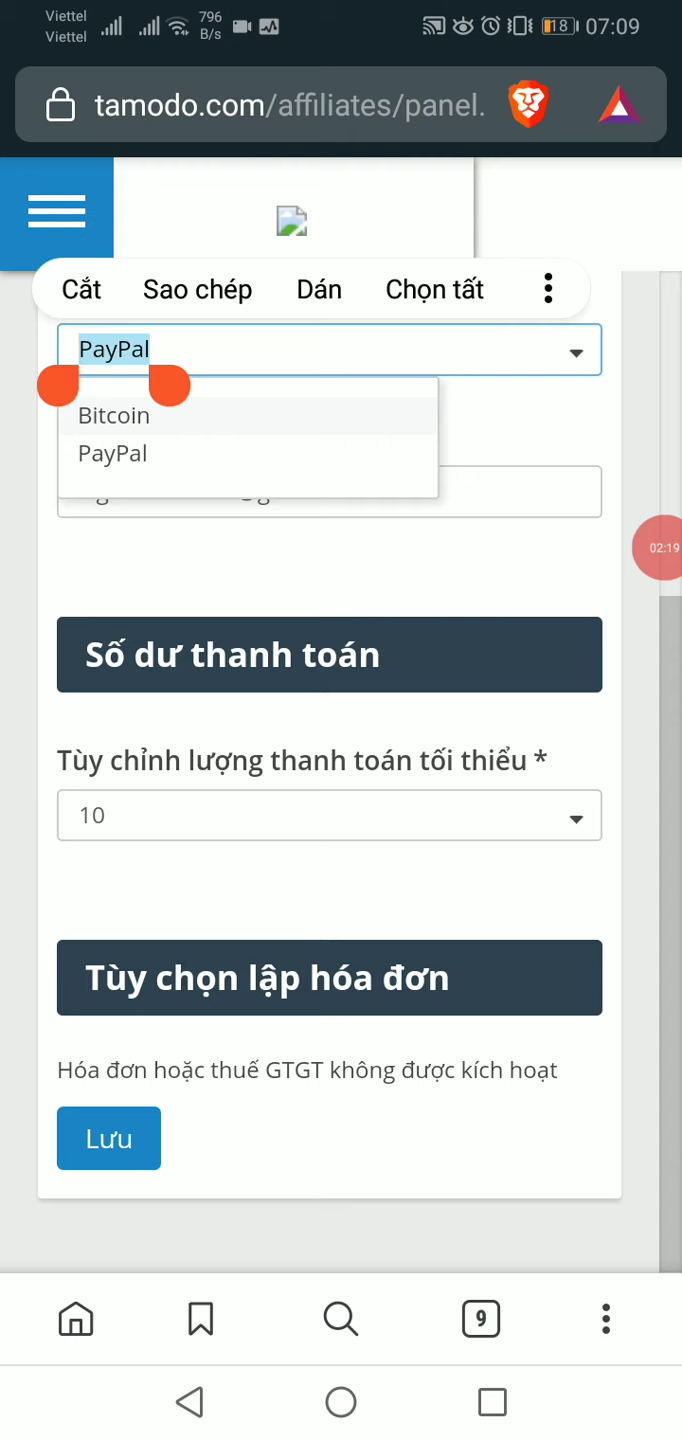 Viettel
Viettel
796
B/s
18
07:09
tamodo.com/affiliates/panel.
Cắt
Sao chép
Dán
Chọn tất
PayPal
Bitcoin
PayPal
02:19
Số dư thanh toán
Tùy chỉnh lượng thanh toán tối thiểu *
10
Tùy chọn lập hóa đơn
Hóa đơn hoặc thuế GTGT không được kích hoạt
Lưu
9